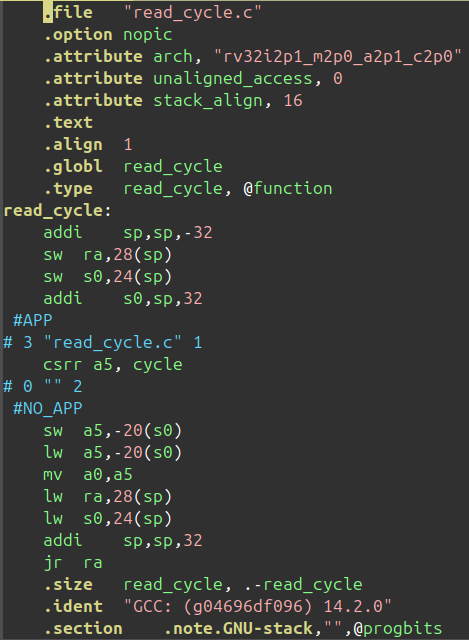 .file "read_cycle.c"
.option nopic
.attribute arch, "rv32i2p1_m2p0_a2p1_c2p0"
.attribute unaligned_access, 0
.attribute stack_align, 16
.text
.align 1
.globl read_cycle
.type read_cycle, @function
read_cycle:
addi sp,sp,-32
sw ra,28(sp)
sw s0,24(sp)
addi s0,sp,32
#APP
# 3 "read_cycle.c" 1
csrr a5, cycle
# 0 "" 2
#NO_APP
sw a5,-20(s0)
lw a5,-20(s0)
mv a0,a5
lw ra,28(sp)
lw s0,24(sp)
addi sp,sp,32
jr ra
.size read_cycle, .-read_cycle
.ident "GCC: (g04696df096) 14.2.0"
.section .note.GNU-stack,"",@progbits